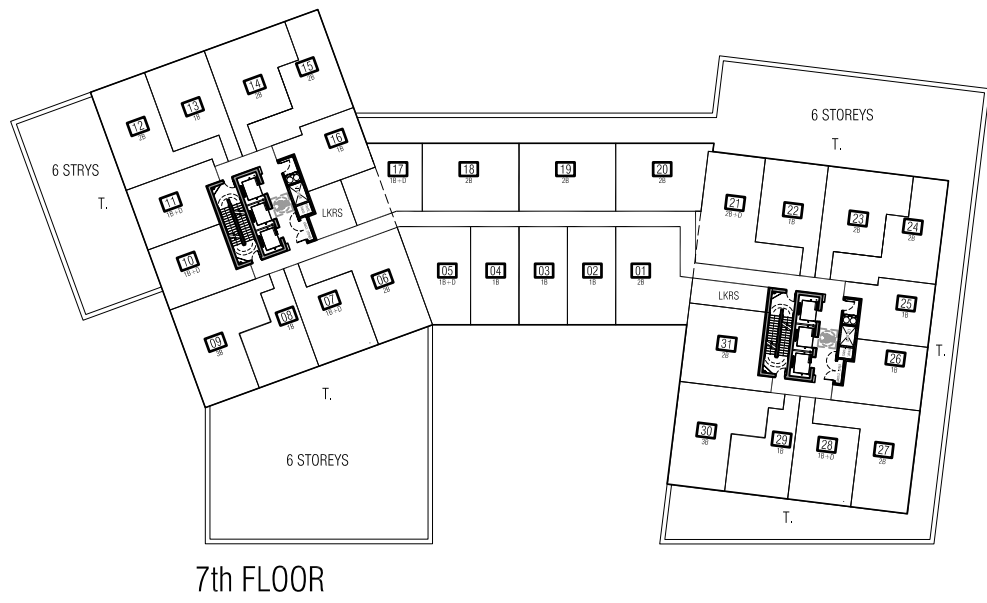 15
2B
14
2B
13
1B
12
2B
16
1B
6 STOREYS
T.
6 STRYS
T.
17
1B+D
18
2B
19
2B
20
2B
11
1B+D
21
2B+D
22
1B
23
2B
24
2B
LKRS
10
1B+D
05
1B+D
04
1B
03
1B
02
1B
01
2B
06
2B
07
1B+D
08
1B
09
3B
LKRS
25
1B
31
2B
26
1B
T.
T.
30
3B
29
1B
28
1B+D
27
2B
6 STOREYS
T.
7th FLOOR